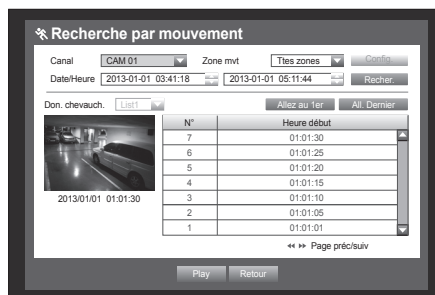 Recherche par mouvement
Canal CAM 01 Zone mvt Ttes zones Config.
Date/Heure 2013-01-01 03:41:18 2013-01-01 05:11:44 Recher.
Don. chevauch. List1 Allez au 1er All. Dernier
N° Heure début
7 01:01:30
6 01:01:25
5 01:01:20
4 01:01:15
3 01:01:10
2 01:01:05
1 01:01:01
2013/01/01 01:01:30
Page préc/suiv
Play Retour